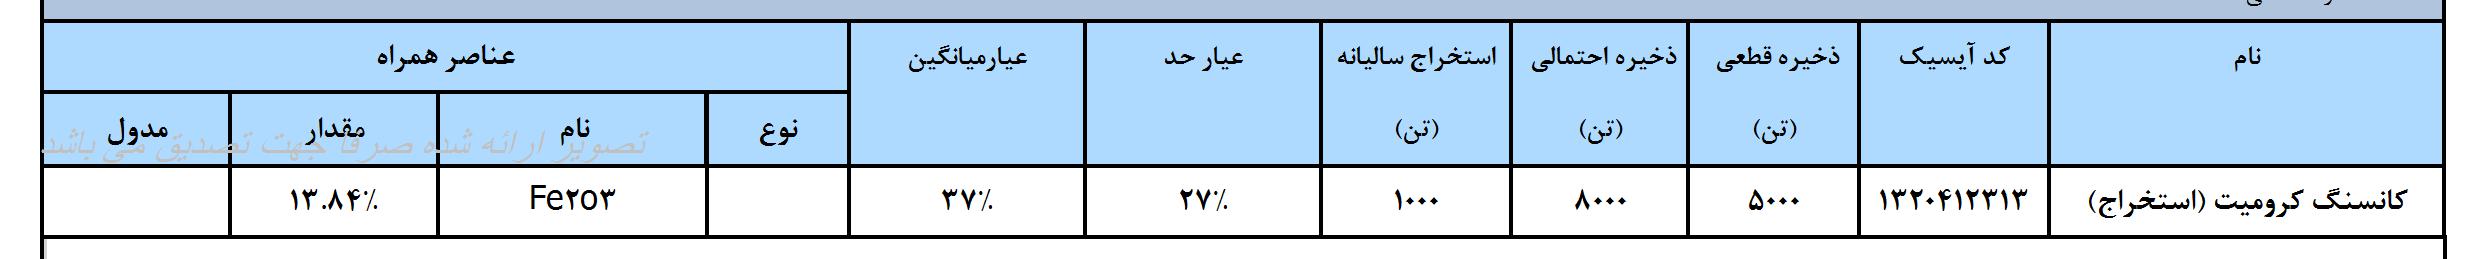 نام	کد آیسیک	ذخیره قطعی (تن)	ذخیره احتمالی (تن)	استخراج سالیانه (تن)	عیار حد	عیارمیانگین	عناصر همراه
نوع	نام	مقدار	مدول
تصویر ارائه شده صرفا جهت تصدیق می باشد
کانسنگ کرومیت (استخراج)	۱۳۲۰۴۱۲۳۱۳	۵۰۰۰	۸۰۰۰	۱۰۰۰	۲۷%	۳۷%		Fe۲o۳	۱۳.۸۴%